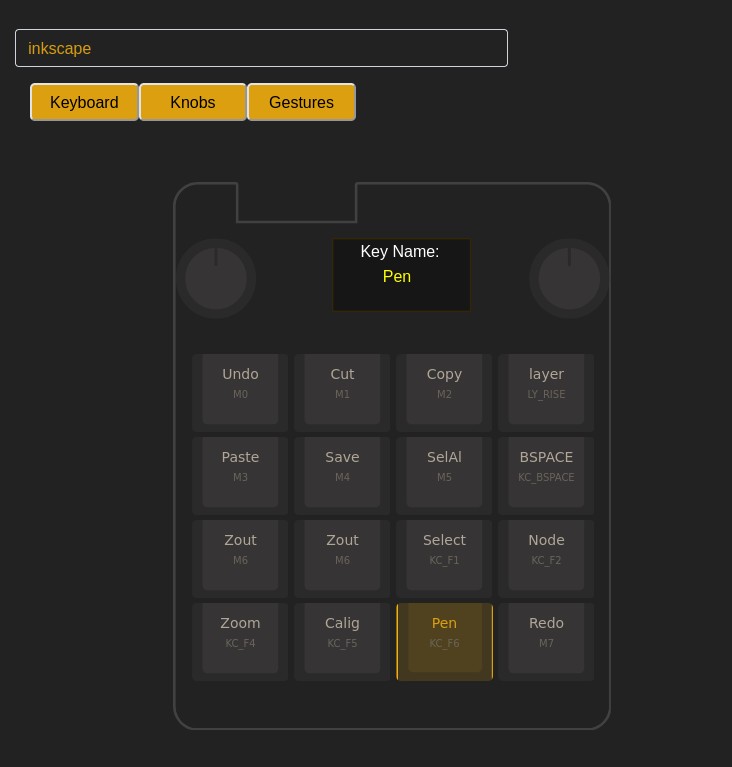 inkscape
Keyboard Knobs Gestures
Key Name:
Pen
Undo Cut Copy layer
M0 M1 M2 LY_RISE
Paste Save SelAl BSPACE
M3 M4 M5 KC_BSPACE
Zout Zout Select Node
M6 M6 KC_F1 KC_F2
Zoom Calig Pen Redo
KC_F4 KC_F5 KC_F6 M7